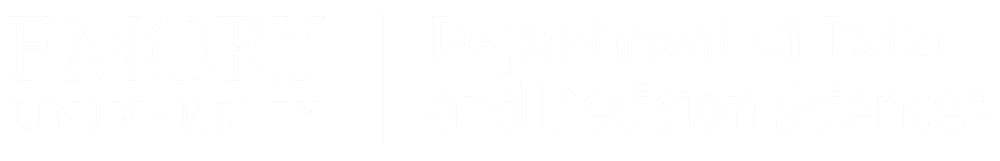 EMORY
UNIVERSITY
Department of Data
and Decision Sciences